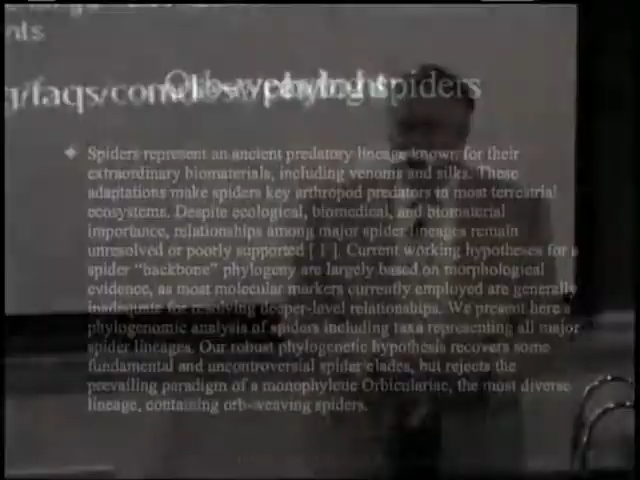 nts
/faqs/com
Orb-weaving spiders
Spiders represent an ancient predatory lineage known for their
extraordinary biomaterials, including venoms and silks. These
adaptations make spiders key arthropod predators in most terrestrial
ecosystems. Despite ecological, biomedical, and biomaterial
importance, relationships among major spider lineages remain
unresolved or poorly supported [ 1 ]. Current working hypotheses for a
spider “backbone” phylogeny are largely based on morphological
evidence, as most molecular markers currently employed are generally
inadequate for resolving deeper-level relationships. We present here a
phylogenomic analysis of spiders including taxa representing all major
spider lineages. Our robust phylogenetic hypothesis recovers some
fundamental and uncontroversial spider clades, but rejects the
prevailing paradigm of a monophyletic Orbiculariae, the most diverse
lineage, containing orb-weaving spiders.